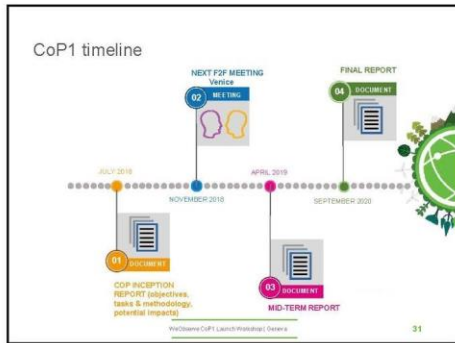 CoP1 timeline
NEXT F2F MEETING
Venice
02
MEETING
FINAL REPORT
04
DOCUMENT
JULY 2018
APRIL 2019
NOVEMBER 2018
SEPTEMBER 2020
01
DOCUMENT
COP INCEPTION
REPORT (objectives,
tasks & methodology,
potential impacts)
03
DOCUMENT
MID-TERM REPORT
WeObserve CoP1 Launch Workshop | Geneva
31